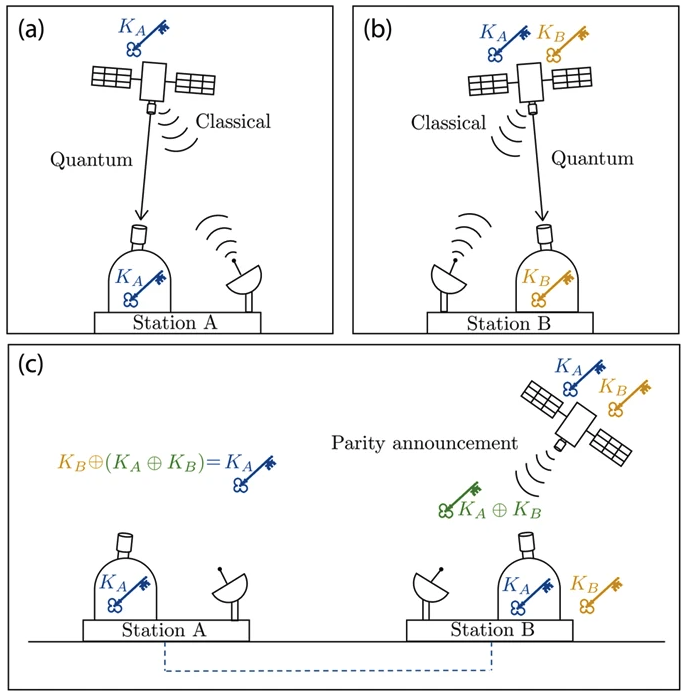 (a)
K_A
Classical
Quantum
K_A
Station A
(b)
K_A K_B
Classical
Quantum
K_B
Station B
(c)
K_A
K_B
Parity announcement
K_B⊕(K_A ⊕ K_B)= K_A
K_A ⊕ K_B
K_A
K_A
K_B
Station A
Station B